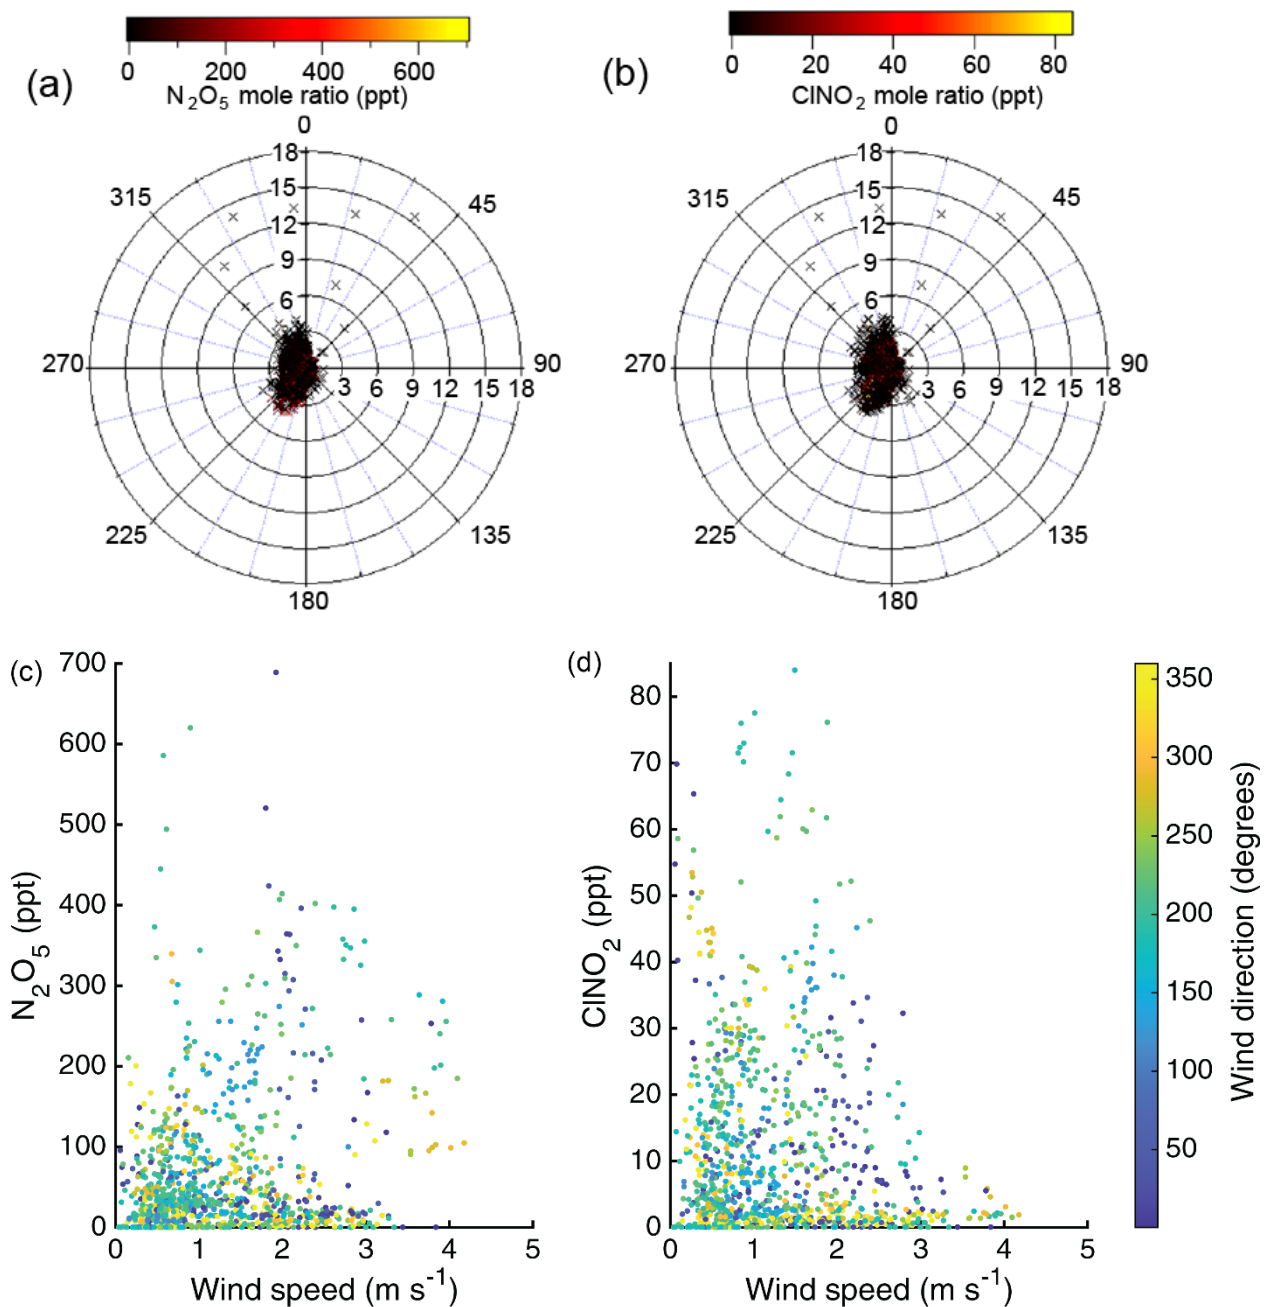 (a)
0 200 400 600
N2O5 mole ratio (ppt)
(b)
0 20 40 60 80
ClNO2 mole ratio (ppt)
0
315 45
18
15
12
9
6
270 90
3 6 9 12 15 18
225 135
180
0
315 45
18
15
12
9
6
270 90
3 6 9 12 15 18
225 135
180
(c)
N2O5 (ppt)
700
600
500
400
300
200
100
0
0 1 2 3 4 5
Wind speed (m s-1)
(d)
ClNO2 (ppt)
80
70
60
50
40
30
20
10
0
0 1 2 3 4 5
Wind speed (m s-1)
350
300
250
200
150
100
50
Wind direction (degrees)